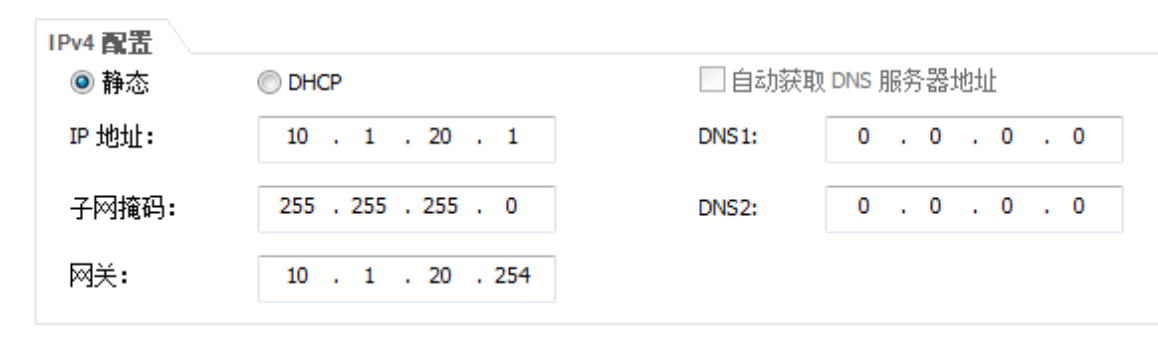 IPv4 配置
静态 DHCP 自动获取 DNS 服务器地址
IP 地址: 10 . 1 . 20 . 1 DNS1: 0 . 0 . 0 . 0
子网掩码: 255 . 255 . 255 . 0 DNS2: 0 . 0 . 0 . 0
网关: 10 . 1 . 20 . 254